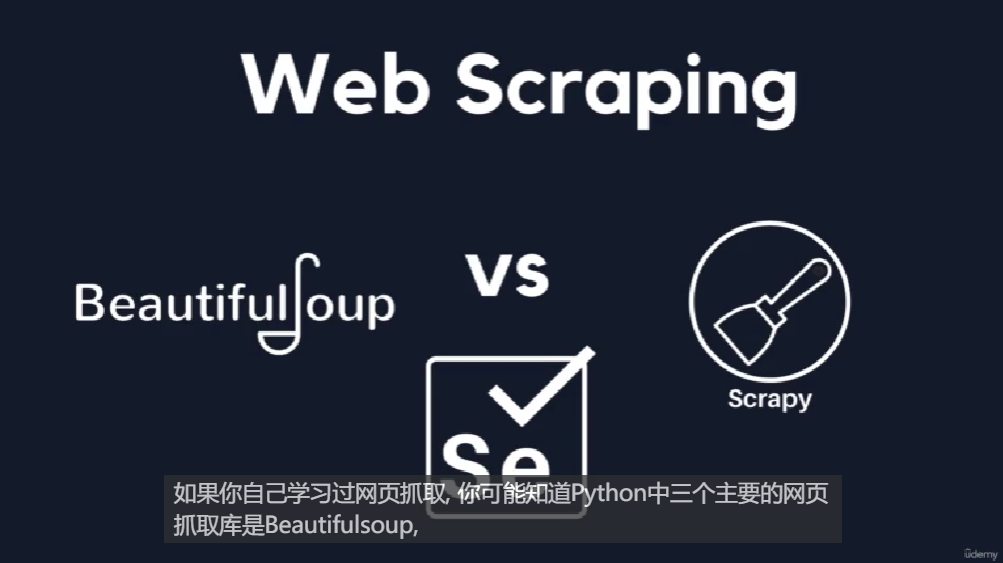 Web Scraping
BeautifulSoup
vs
Scrapy
Se
如果你自己学习过网页抓取, 你可能知道Python中三个主要的网页
抓取库是Beautifulsoup,
ûdemy